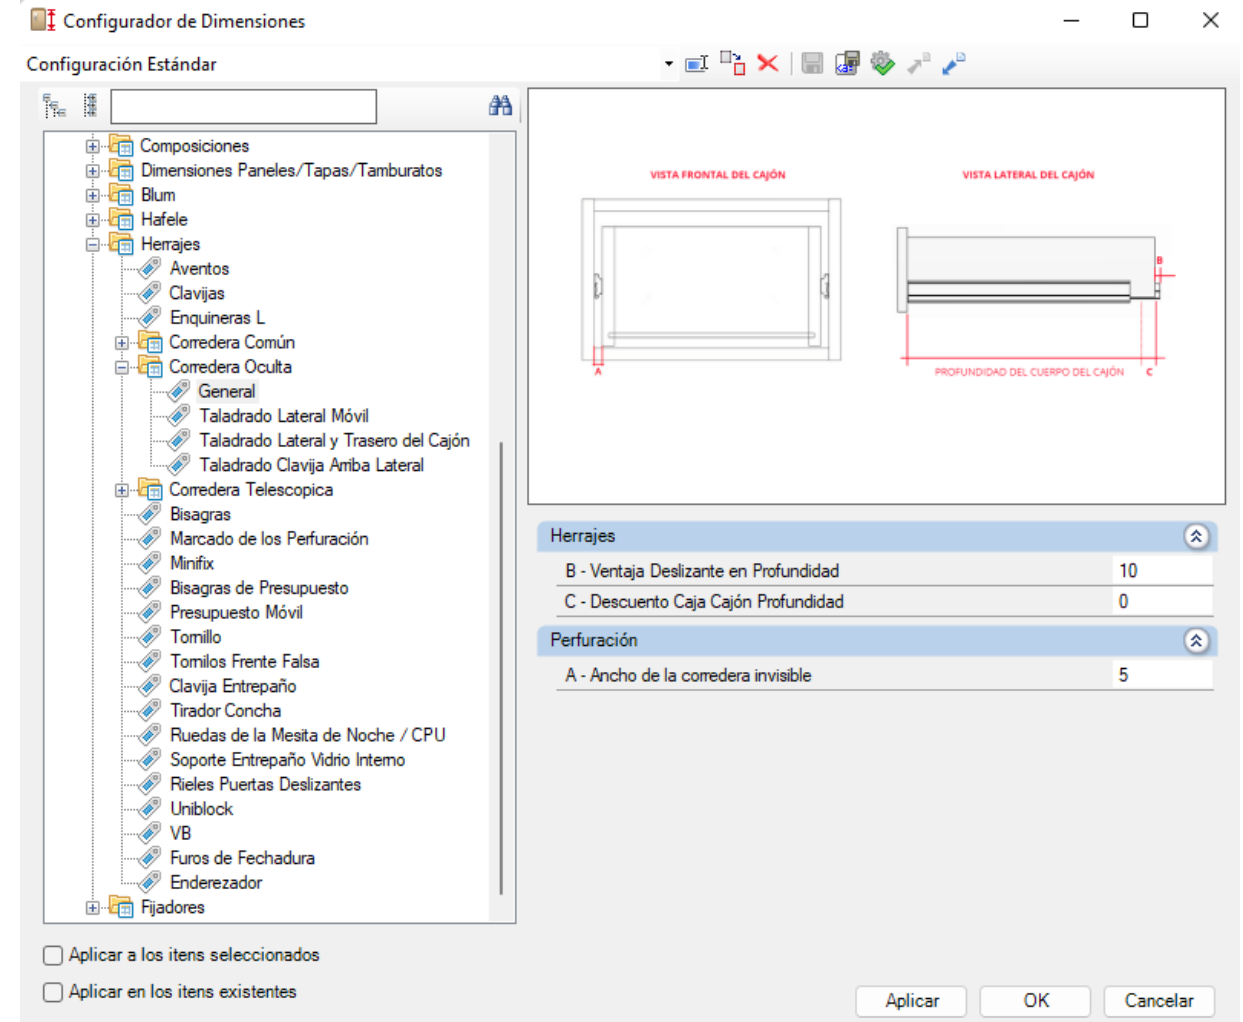 Configurador de Dimensiones
Configuración Estándar
Composiciones
Dimensiones Paneles/Tapas/Tamburatos
Blum
Hafele
Herrajes
Aventos
Clavijas
Enquineras L
Corredera Común
Corredera Oculta
General
Taladrado Lateral Móvil
Taladrado Lateral y Trasero del Cajón
Taladrado Clavija Arriba Lateral
Corredera Telescopica
Bisagras
Marcado de los Perfuración
Minifix
Bisagras de Presupuesto
Presupuesto Móvil
Tornillo
Tornilos Frente Falsa
Clavija Entrepaño
Tirador Concha
Ruedas de la Mesita de Noche / CPU
Soporte Entrepaño Vidrio Interno
Rieles Puertas Deslizantes
Uniblock
VB
Furos de Fechadura
Enderezador
Fijadores
VISTA FRONTAL DEL CAJÓN
VISTA LATERAL DEL CAJÓN
B
A
PROFUNDIDAD DEL CUERPO DEL CAJÓN C
Herrajes
B - Ventaja Deslizante en Profundidad 10
C - Descuento Caja Cajón Profundidad 0
Perfuración
A - Ancho de la corredera invisible 5
Aplicar a los itens seleccionados
Aplicar en los itens existentes
Aplicar
OK
Cancelar